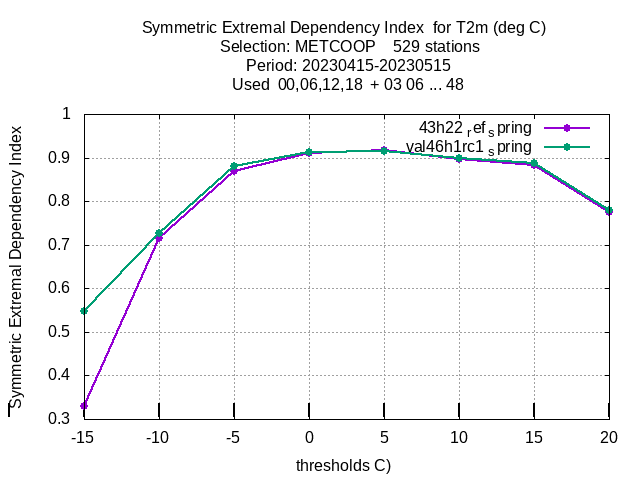 Symmetric Extremal Dependency Index for T2m (deg C)
Selection: METCOOP 529 stations
Period: 20230415-20230515
Used 00,06,12,18 + 03 06 ... 48
43h22ref spring
val46h1rc1 spring
Symmetric Extremal Dependency Index
1
0.9
0.8
0.7
0.6
0.5
0.4
0.3
-15 -10 -5 0 5 10 15 20
thresholds C)